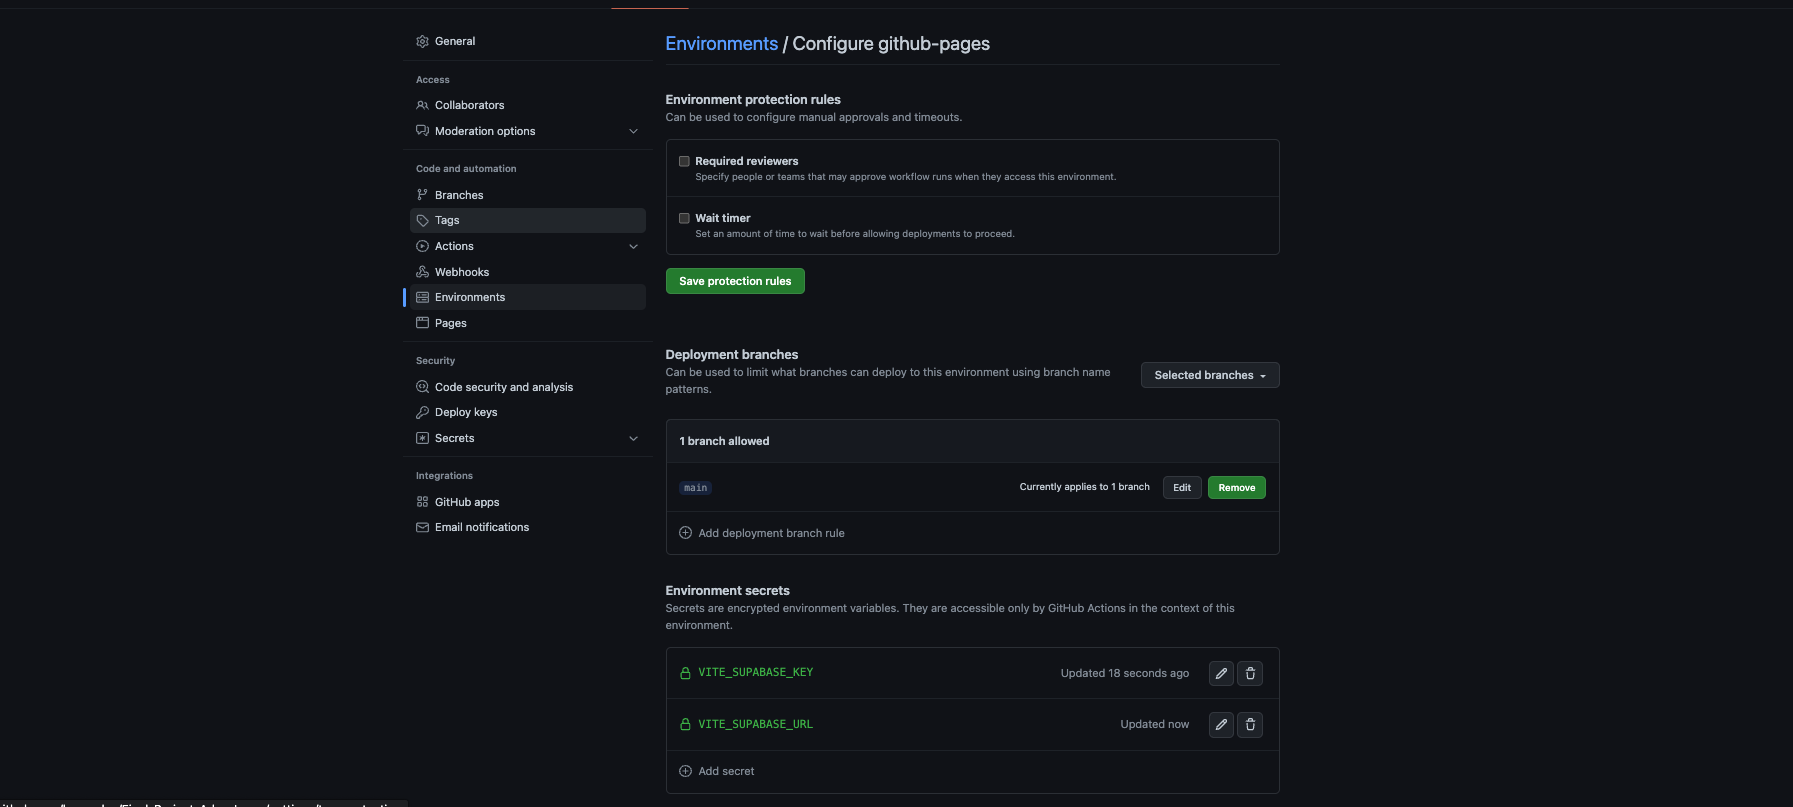 General
Access
Collaborators
Moderation options
Code and automation
Branches
Tags
Actions
Webhooks
Environments
Pages
Security
Code security and analysis
Deploy keys
Secrets
Integrations
GitHub apps
Email notifications
Environments / Configure github-pages
Environment protection rules
Can be used to configure manual approvals and timeouts.
Required reviewers
Specify people or teams that may approve workflow runs when they access this environment.
Wait timer
Set an amount of time to wait before allowing deployments to proceed.
Save protection rules
Deployment branches
Can be used to limit what branches can deploy to this environment using branch name
patterns.
Selected branches
1 branch allowed
main
Currently applies to 1 branch
Edit
Remove
Add deployment branch rule
Environment secrets
Secrets are encrypted environment variables. They are accessible only by GitHub Actions in the context of this
environment.
VITE_SUPABASE_KEY
Updated 18 seconds ago
VITE_SUPABASE_URL
Updated now
Add secret